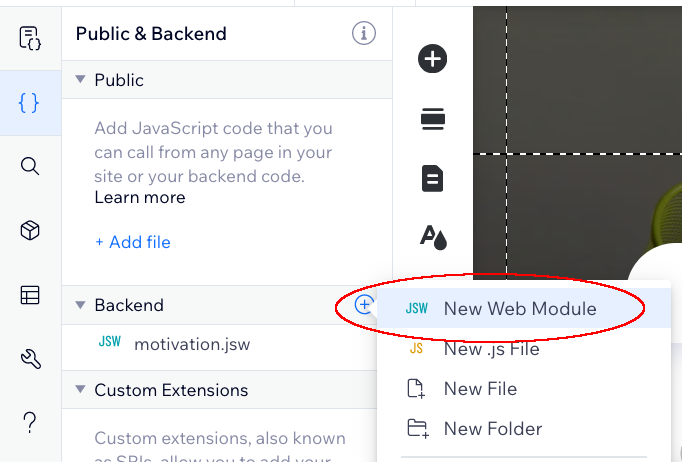 Public & Backend
Public
Add JavaScript code that you
can call from any page in your
site or your backend code.
Learn more
+ Add file
Backend
JSW motivation.jsw
Custom Extensions
Custom extensions, also known
as SPIs, allow you to add your
JSW New Web Module
JS New .js File
New File
New Folder